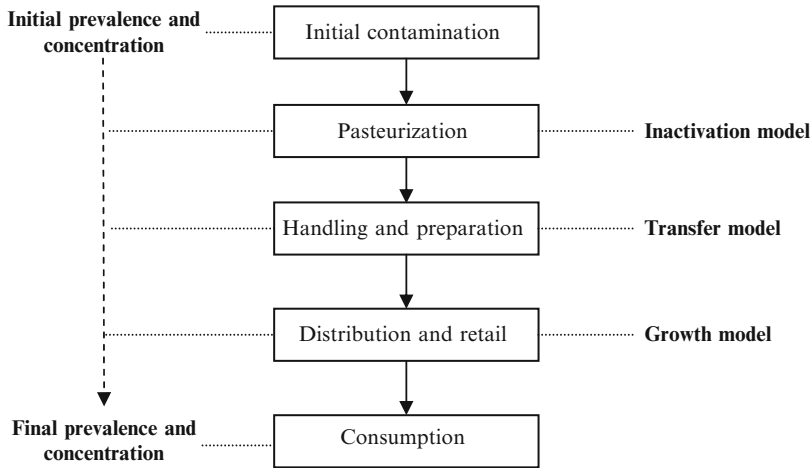 Initial prevalence and
concentration
Initial contamination
Pasteurization
Inactivation model
Handling and preparation
Transfer model
Distribution and retail
Growth model
Final prevalence and
concentration
Consumption